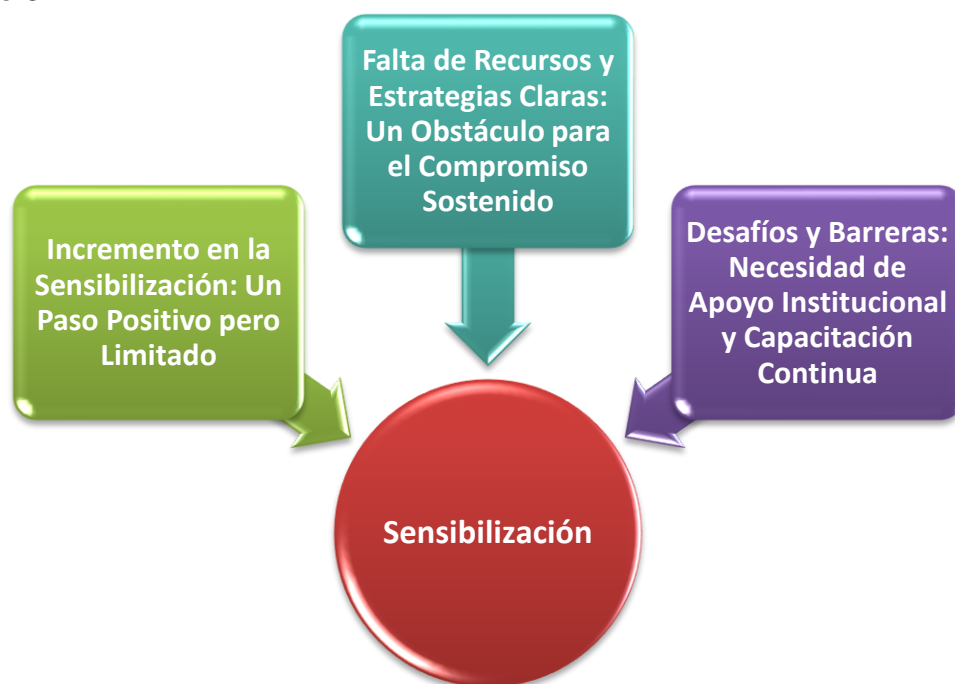 Falta de Recursos y
Estrategias Claras:
Un Obstáculo para
el Compromiso
Sostenido
Incremento en la
Sensibilización: Un
Paso Positivo pero
Limitado
Desafíos y Barreras:
Necesidad de
Apoyo Institucional
y Capacitación
Continua
Sensibilización